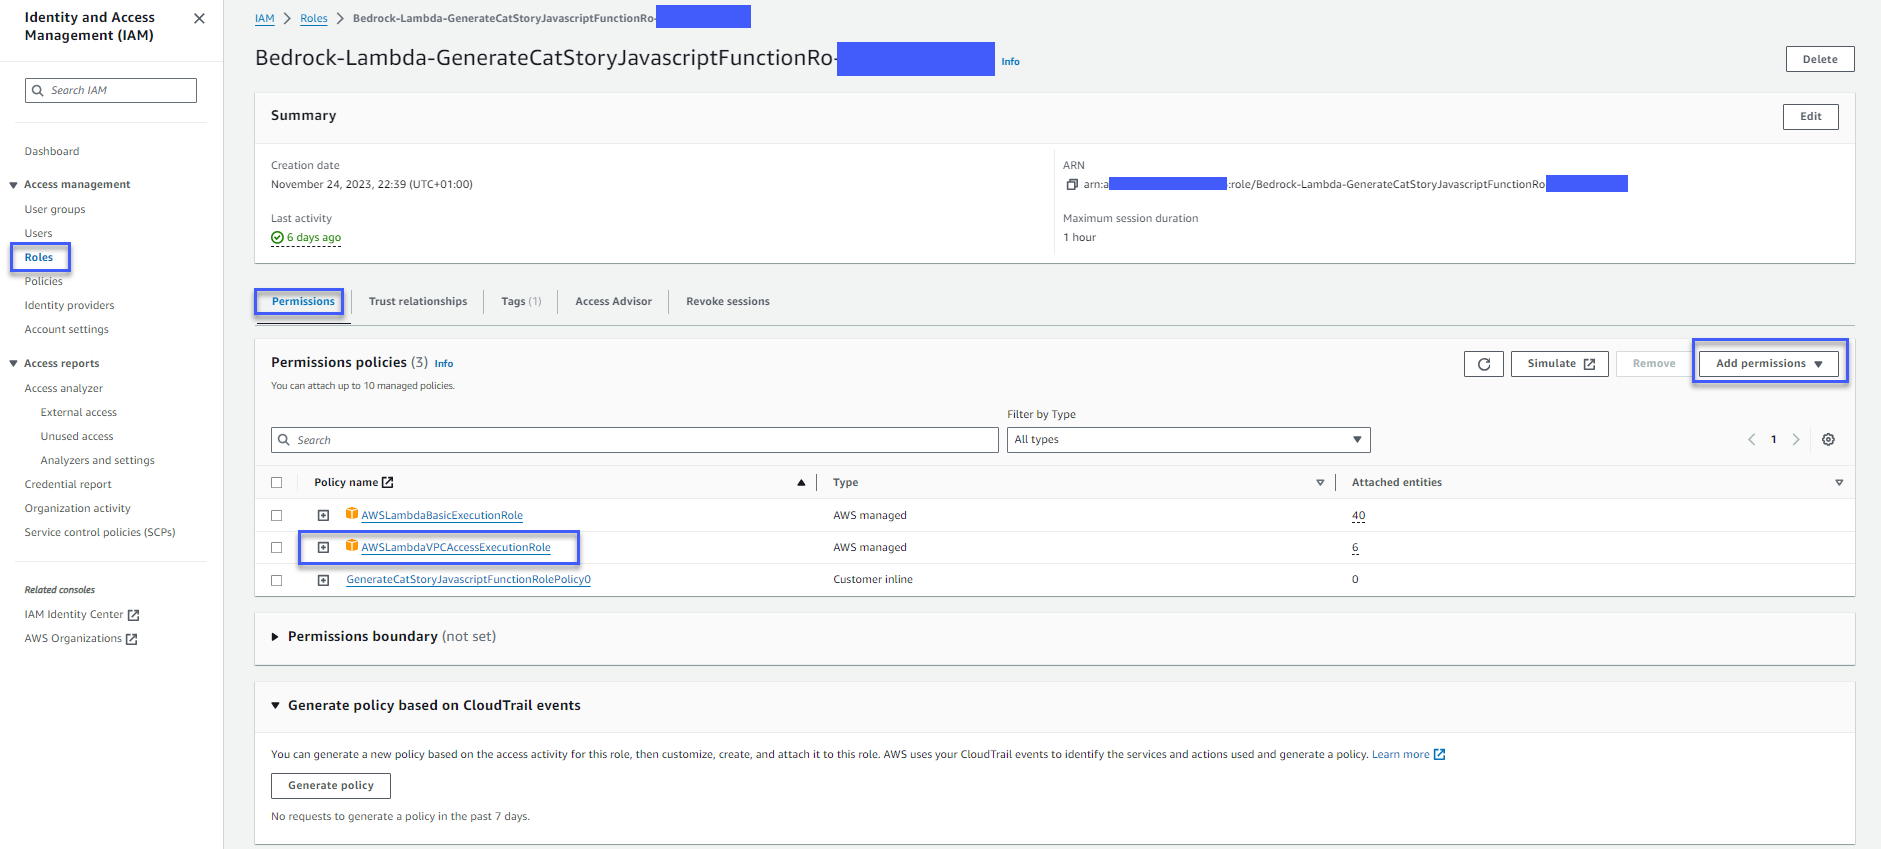 Identity and Access Management (IAM)
Search IAM
Dashboard
Access management
User groups
Users
Roles
Policies
Identity providers
Account settings
Access reports
Access analyzer
External access
Unused access
Analyzers and settings
Credential report
Organization activity
Service control policies (SCPs)
Related consoles
IAM Identity Center
AWS Organizations
IAM > Roles > Bedrock-Lambda-GenerateCatStoryJavascriptFunctionRo-
Bedrock-Lambda-GenerateCatStoryJavascriptFunctionRo- Info
Delete
Summary
Edit
Creation date
November 24, 2023, 22:39 (UTC+01:00)
ARN
arn:a :role/Bedrock-Lambda-GenerateCatStoryJavascriptFunctionRo
Last activity
6 days ago
Maximum session duration
1 hour
Permissions Trust relationships Tags (1) Access Advisor Revoke sessions
Permissions policies (3) Info
You can attach up to 10 managed policies.
Simulate Remove Add permissions
Filter by Type
Search All types 1
Policy name Type Attached entities
AWSLambdaBasicExecutionRole AWS managed 40
AWSLambdaVPCAccessExecutionRole AWS managed 6
GenerateCatStoryJavascriptFunctionRolePolicy0 Customer inline 0
Permissions boundary (not set)
Generate policy based on CloudTrail events
You can generate a new policy based on the access activity for this role, then customize, create, and attach it to this role. AWS uses your CloudTrail events to identify the services and actions used and generate a policy. Learn more
Generate policy
No requests to generate a policy in the past 7 days.